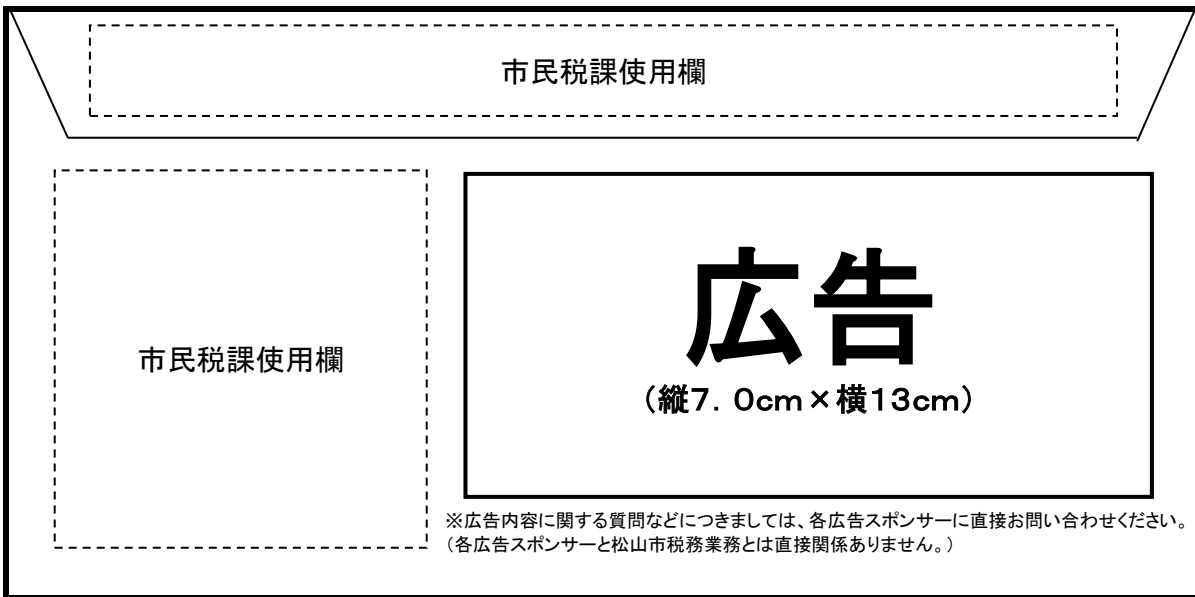 市民税課使用欄
市民税課使用欄
広告
（縦７．０ｃｍ×横１３ｃｍ）
※広告内容に関する質問などにつきましては、各広告スポンサーに直接お問い合わせください。
（各広告スポンサーと松山市税務業務とは直接関係ありません。）